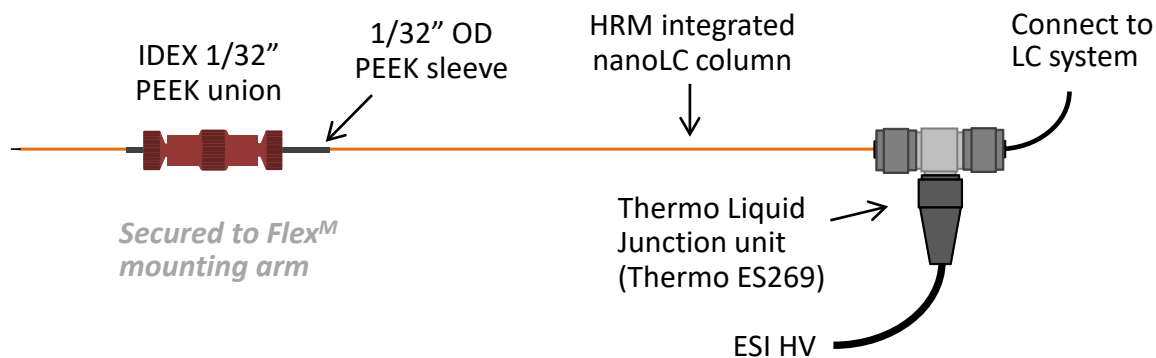 IDEX 1/32”
PEEK union
1/32” OD
PEEK sleeve
HRM integrated
nanoLC column
Connect to
LC system
Secured to Flexᴹ
mounting arm
Thermo Liquid
Junction unit
(Thermo ES269)
ESI HV